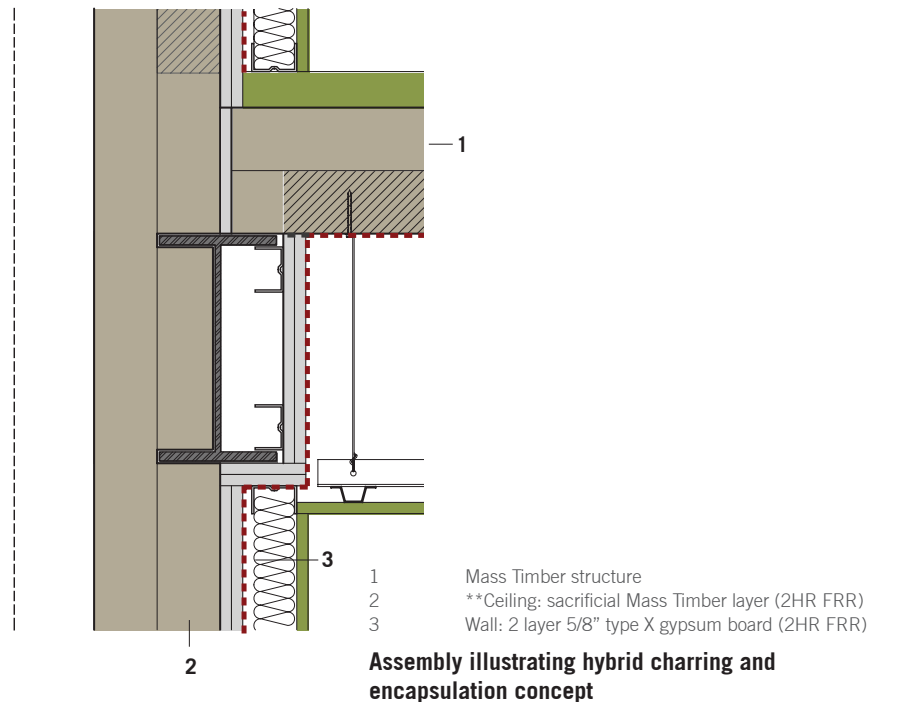 1
3
2
1 Mass Timber structure
2 **Ceiling: sacrificial Mass Timber layer (2HR FRR)
3 Wall: 2 layer 5/8” type X gypsum board (2HR FRR)
Assembly illustrating hybrid charring and
encapsulation concept